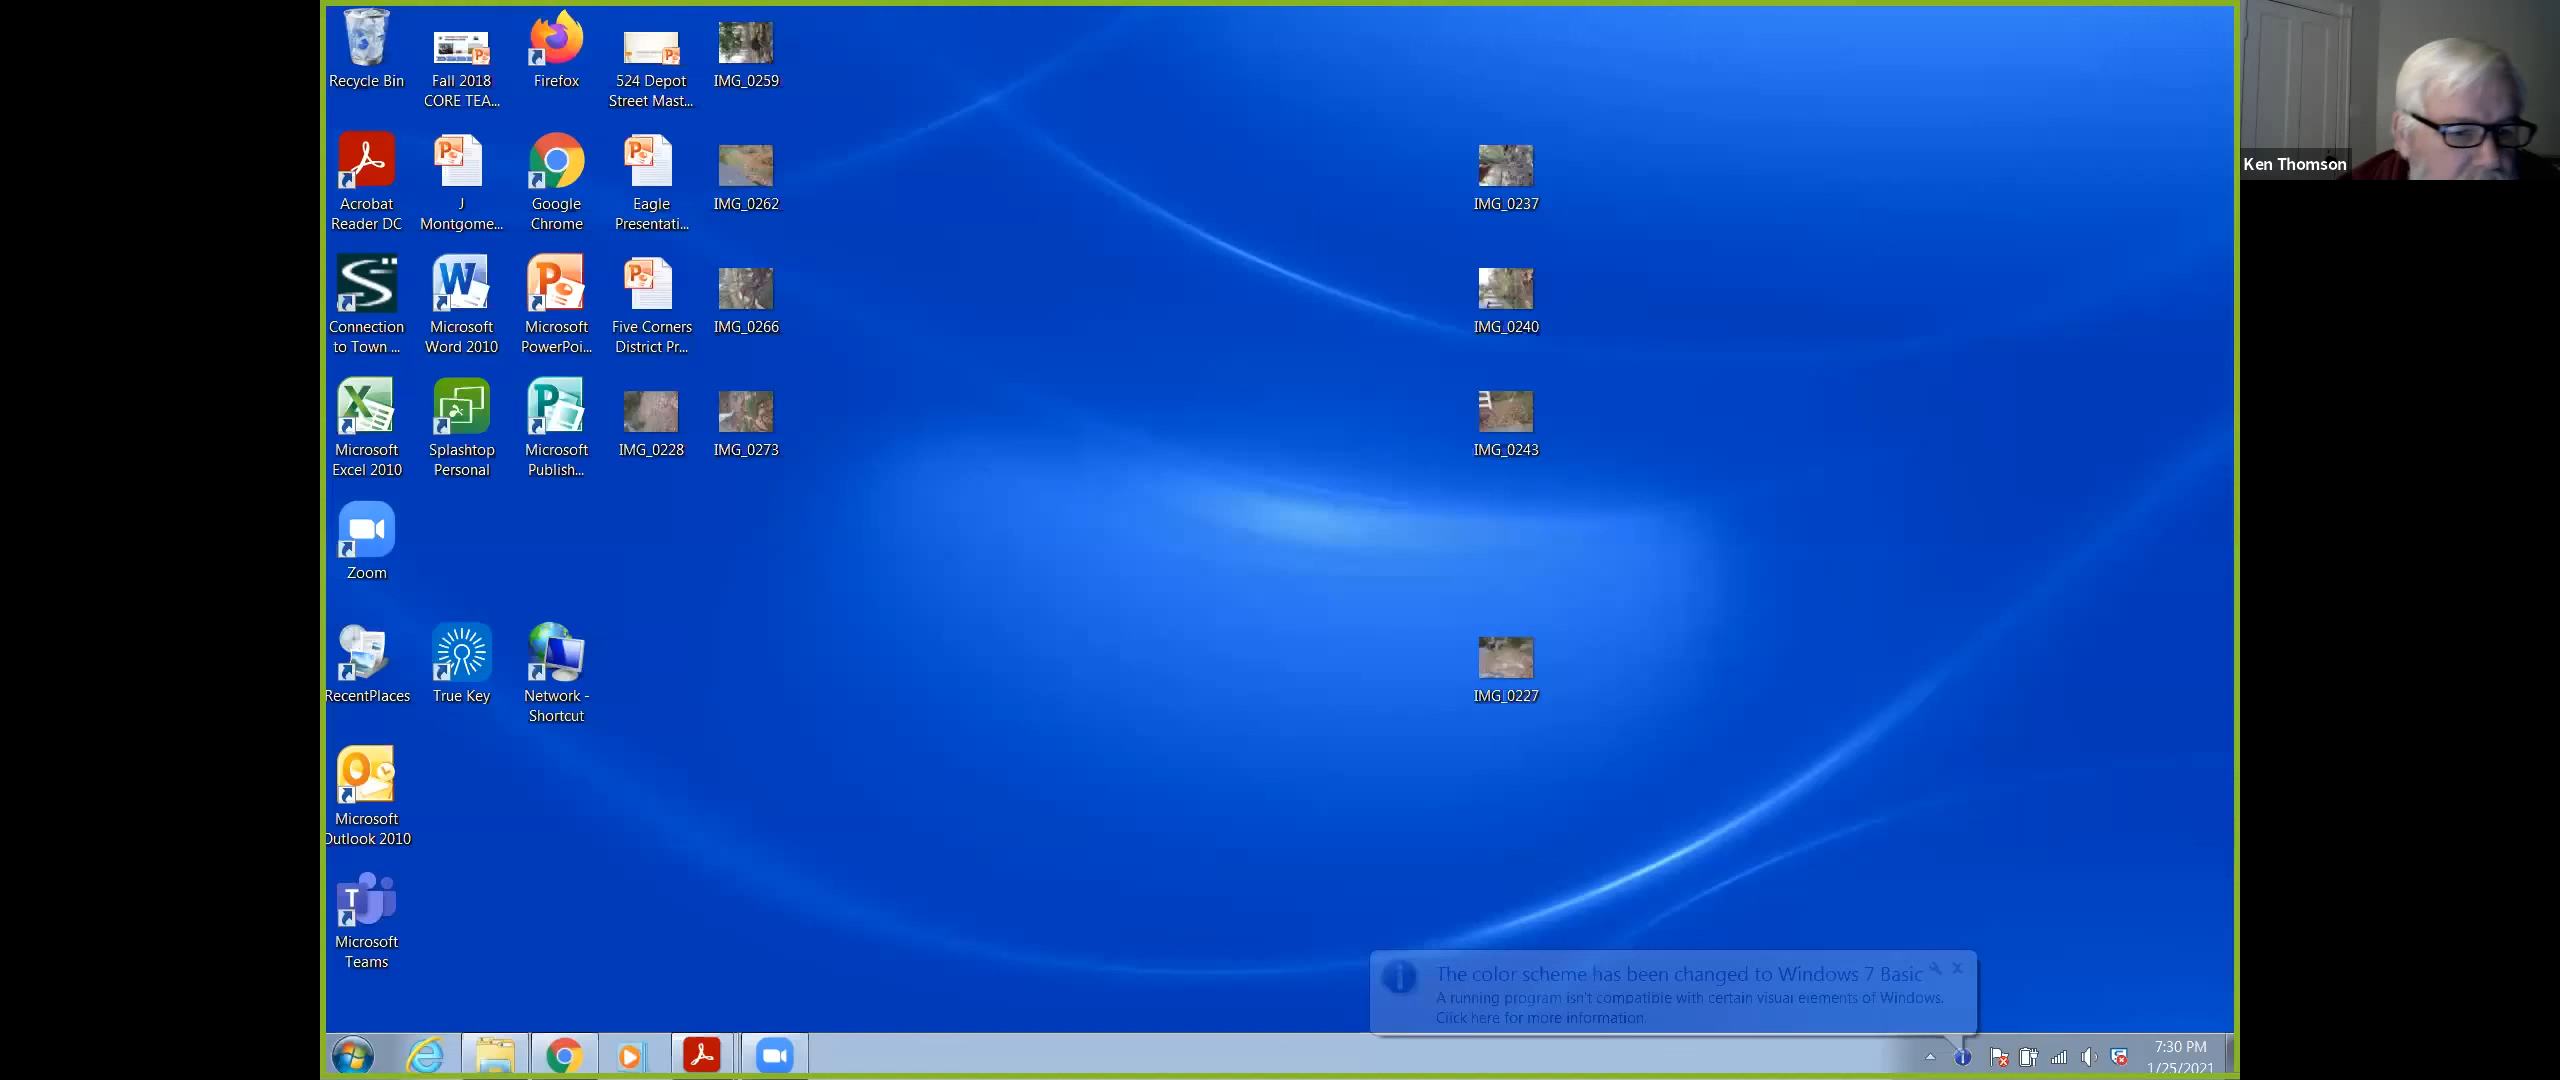 Recycle Bin
Fall 2018
CORE TEA...
Firefox
524 Depot
Street Mast...
IMG_0259
Acrobat
Reader DC
J
Montgome...
Google
Chrome
Eagle
Presentati...
IMG_0262
IMG_0237
Ken Thomson
Connection
to Town ...
Microsoft
Word 2010
Microsoft
PowerPoi...
Five Corners
District Pr...
IMG_0266
IMG_0240
Microsoft
Excel 2010
Splashtop
Personal
Microsoft
Publish...
IMG_0228
IMG_0273
IMG_0243
Zoom
RecentPlaces
True Key
Network -
Shortcut
IMG_0227
Microsoft
Outlook 2010
Microsoft
Teams
The color scheme has been changed to Windows 7 Basic
A running program isn't compatible with certain visual elements of Windows.
Click here for more information.
7:30 PM
1/25/2021